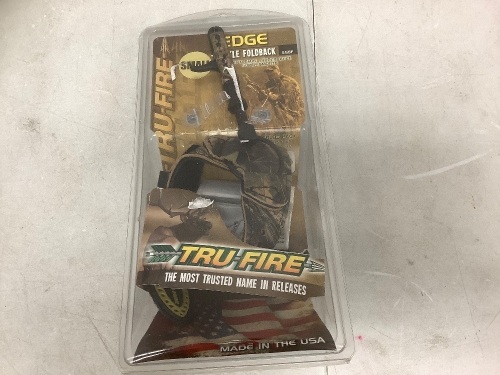 EDGE
FOLDBACK
SMALL
TRU-FIRE
TRU-FIRE
THE MOST TRUSTED NAME IN RELEASES
MADE IN THE USA